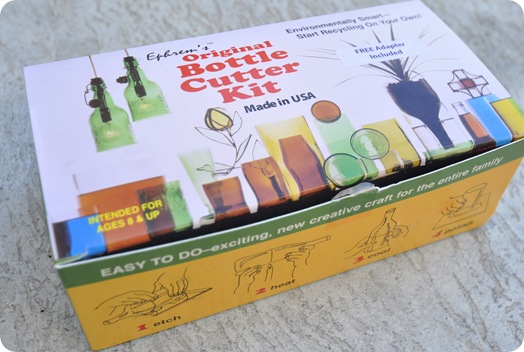 Ephrem's™
Original
Bottle
Cutter
Kit
Made in USA
Environmentally Smart—
Start Recycling On Your Own!
FREE Adapter
Included
INTENDED FOR
AGES 8 & UP
EASY TO DO–exciting, new creative craft for the entire family
1 etch
2 heat
3 cool
4 polish